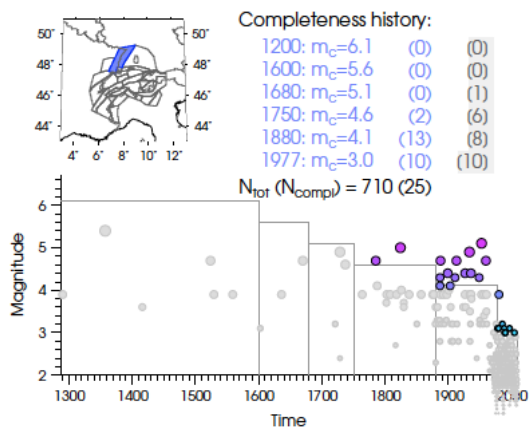 Completeness history:
1200: mc=6.1 (0) (0)
1600: mc=5.6 (0) (0)
1680: mc=5.1 (0) (1)
1750: mc=4.6 (2) (6)
1880: mc=4.1 (13) (8)
1977: mc=3.0 (10) (10)
Ntot (Ncompl) = 710 (25)
50° 50°
48° 48°
46° 46°
44° 44°
4° 6° 8° 10° 12°
Magnitude
6
5
4
3
2
1300 1400 1500 1600 1700 1800 1900 2000
Time